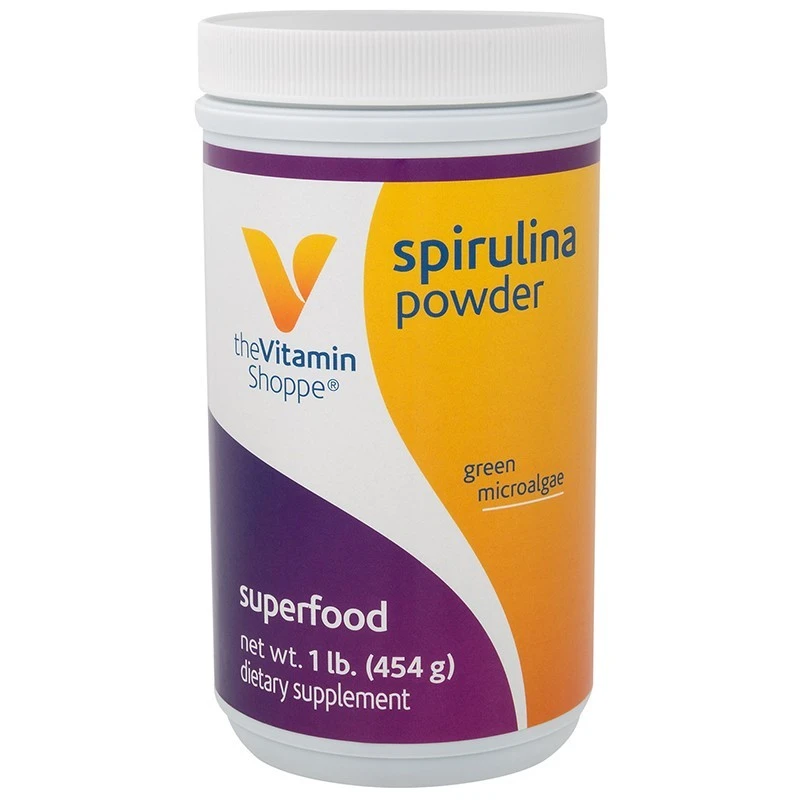 theVitamin
Shoppe®
spirulina
powder
green
microalgae
superfood
net wt. 1 lb. (454 g)
dietary supplement